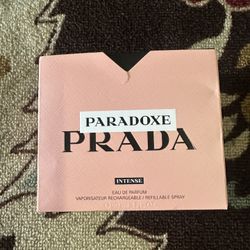 PARADOXE
PRADA
INTENSE
EAU DE PARFUM
VAPORISATEUR RECHARGEABLE / REFILLABLE SPRAY